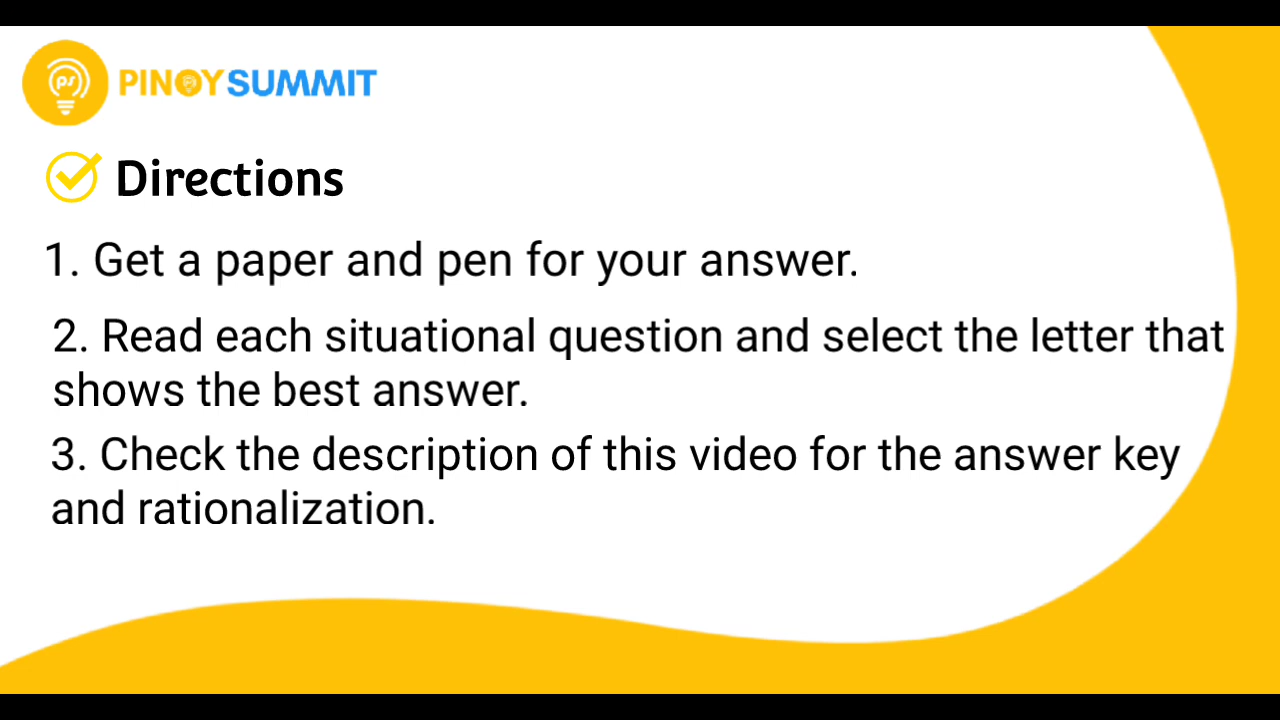 PINOYSUMMIT
Directions
1. Get a paper and pen for your answer.
2. Read each situational question and select the letter that
shows the best answer.
3. Check the description of this video for the answer key
and rationalization.